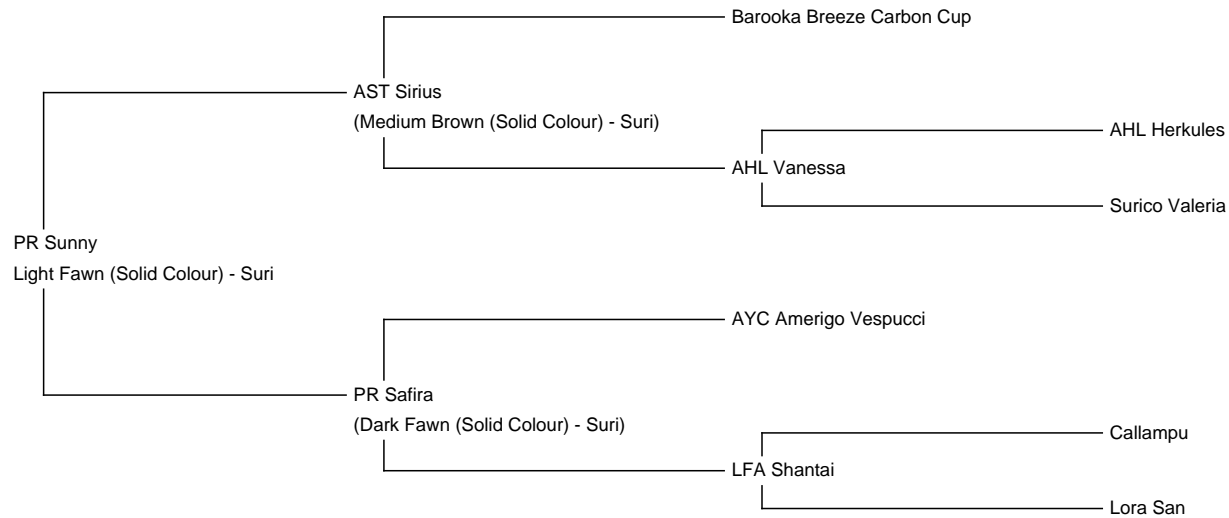 Barooka Breeze Carbon Cup
AST Sirius
(Medium Brown (Solid Colour) - Suri)
AHL Herkules
AHL Vanessa
Surico Valeria
PR Sunny
Light Fawn (Solid Colour) - Suri
AYC Amerigo Vespucci
PR Safira
(Dark Fawn (Solid Colour) - Suri)
Callampu
LFA Shantai
Lora San